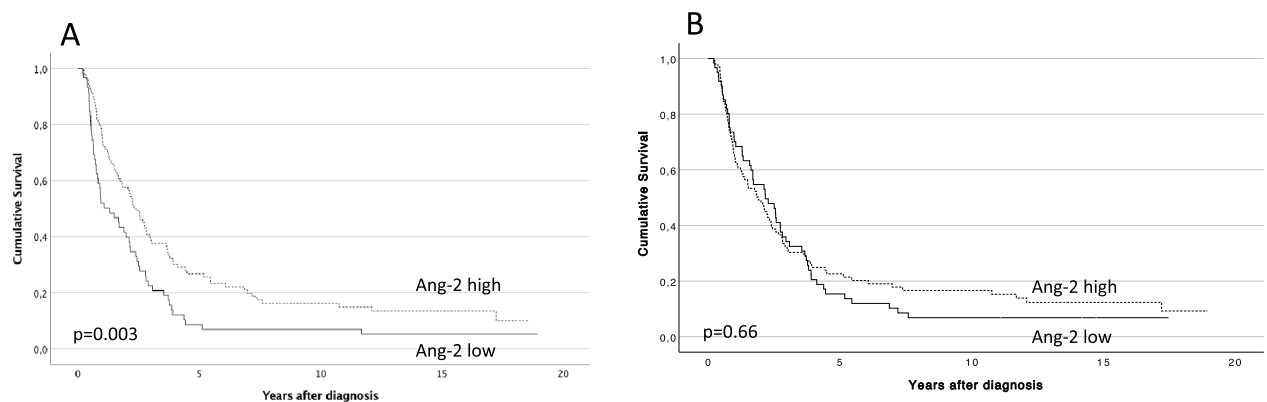 A
1,0
0,8
0,6
0,4
0,2
0,0
Cumulative Survival
Ang-2 high
p=0.003
Ang-2 low
0 5 10 15 20
Years after diagnosis
B
1,0
0,8
0,6
0,4
0,2
0,0
Cumulative Survival
Ang-2 high
p=0.66
Ang-2 low
0 5 10 15 20
Years after diagnosis